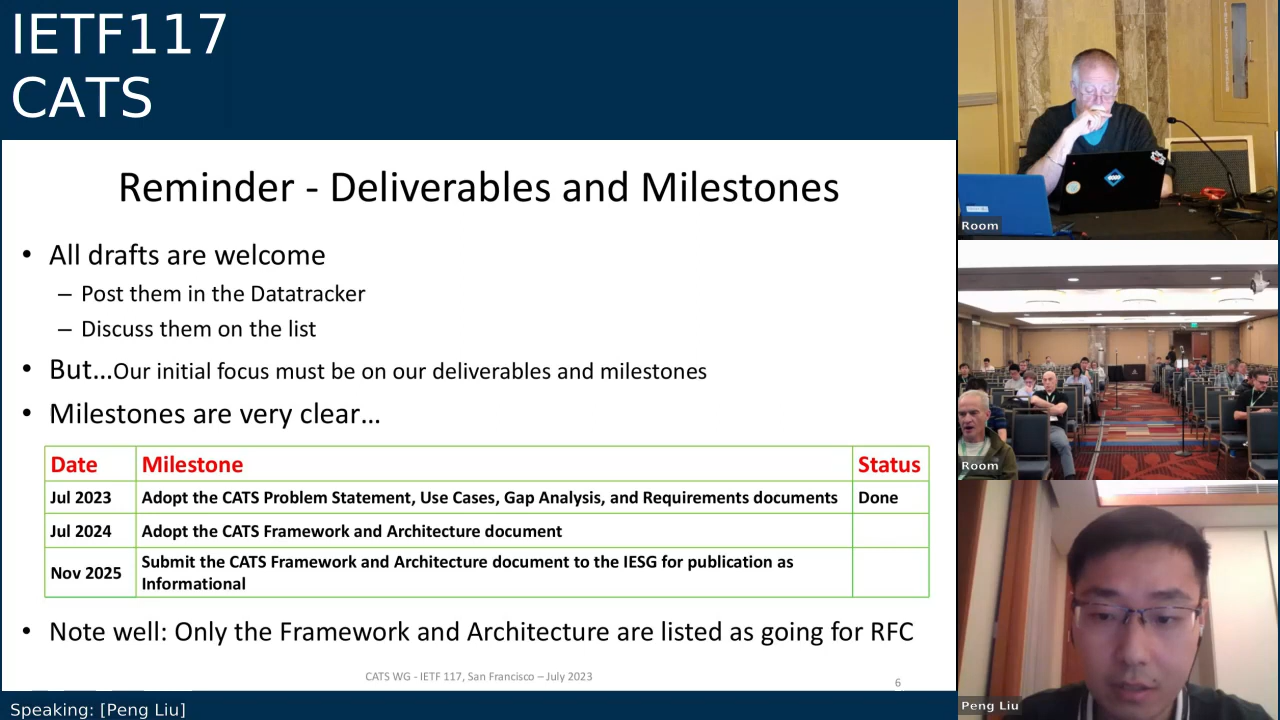 IETF117
CATS
Reminder - Deliverables and Milestones
• All drafts are welcome
– Post them in the Datatracker
– Discuss them on the list
• But…Our initial focus must be on our deliverables and milestones
• Milestones are very clear…
Date Milestone Status
Jul 2023 Adopt the CATS Problem Statement, Use Cases, Gap Analysis, and Requirements documents Done
Jul 2024 Adopt the CATS Framework and Architecture document
Nov 2025 Submit the CATS Framework and Architecture document to the IESG for publication as
Informational
• Note well: Only the Framework and Architecture are listed as going for RFC
CATS WG - IETF 117, San Francisco – July 2023
6
Speaking: [Peng Liu]
Room
Room
Peng Liu